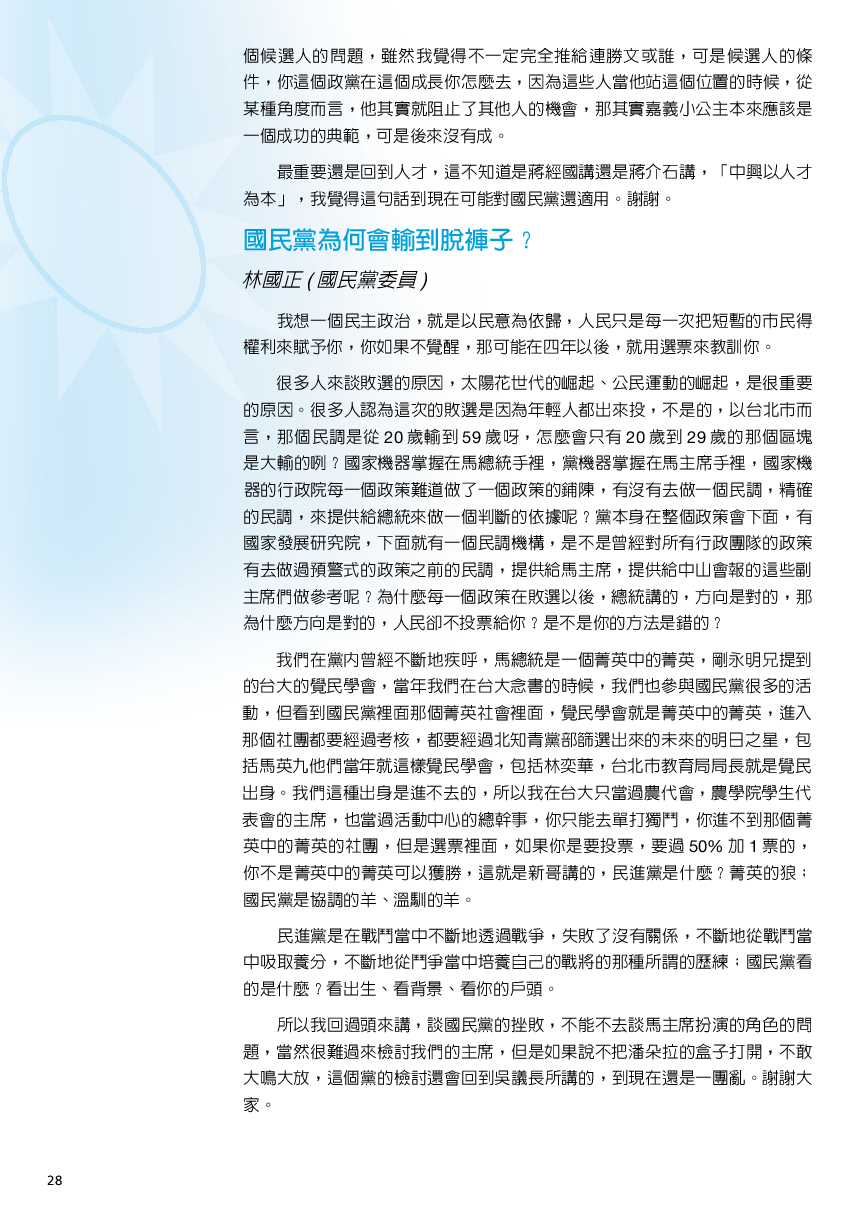 個候選人的問題，雖然我覺得不一定完全推給連勝文或誰，可是候選人的條
件，你這個政黨在這個成長你怎麼去，因為這些人當他站這個位置的時候，從
某種角度而言，他其實就阻止了其他人的機會，那其實嘉義小公主本來應該是
一個成功的典範，可是後來沒有成。
最重要還是回到人才，這不知道是蔣經國講還是蔣介石講，「中興以人才
為本」，我覺得這句話到現在可能對國民黨還適用。謝謝。
國民黨為何會輸到脫褲子？
林國正 ( 國民黨委員 )
我想一個民主政治，就是以民意為依歸，人民只是每一次把短暫的市民得
權利來賦予你，你如果不覺醒，那可能在四年以後，就用選票來教訓你。
很多人來談敗選的原因，太陽花世代的崛起、公民運動的崛起，是很重要
的原因。很多人認為這次的敗選是因為年輕人都出來投，不是的，以台北市而
言，那個民調是從 20 歲輸到 59 歲呀，怎麼會只有 20 歲到 29 歲的那個區塊
是大輸的咧？國家機器掌握在馬總統手裡，黨機器掌握在馬主席手裡，國家機
器的行政院每一個政策難道做了一個政策的鋪陳，有沒有去做一個民調，精確
的民調，來提供給總統來做一個判斷的依據呢？黨本身在整個政策會下面，有
國家發展研究院，下面就有一個民調機構，是不是曾經對所有行政團隊的政策
有去做過預警式的政策之前的民調，提供給馬主席，提供給中山會報的這些副
主席們做參考呢？為什麼每一個政策在敗選以後，總統講的，方向是對的，那
為什麼方向是對的，人民卻不投票給你？是不是你的方法是錯的？
我們在黨內曾經不斷地疾呼，馬總統是一個菁英中的菁英，剛永明兄提到
的台大的覺民學會，當年我們在台大念書的時候，我們也參與國民黨很多的活
動，但看到國民黨裡面那個菁英社會裡面，覺民學會就是菁英中的菁英，進入
那個社團都要經過考核，都要經過北知青黨部篩選出來的未來的明日之星，包
括馬英九他們當年就這樣覺民學會，包括林奕華，台北市教育局局長就是覺民
出身。我們這種出身是進不去的，所以我在台大只當過農代會，農學院學生代
表會的主席，也當過活動中心的總幹事，你只能去單打獨鬥，你進不到那個菁
英中的菁英的社團，但是選票裡面，如果你是要投票，要過 50% 加 1 票的，
你不是菁英中的菁英可以獲勝，這就是新哥講的，民進黨是什麼？菁英的狼；
國民黨是協調的羊、溫馴的羊。
民進黨是在戰鬥當中不斷地透過戰爭，失敗了沒有關係，不斷地從戰鬥當
中吸取養分，不斷地從鬥爭當中培養自己的戰將的那種所謂的歷練；國民黨看
的是什麼？看出生、看背景、看你的戶頭。
所以我回過頭來講，談國民黨的挫敗，不能不去談馬主席扮演的角色的問
題，當然很難過來檢討我們的主席，但是如果說不把潘朵拉的盒子打開，不敢
大鳴大放，這個黨的檢討還會回到吳議長所講的，到現在還是一團亂。謝謝大
家。
28